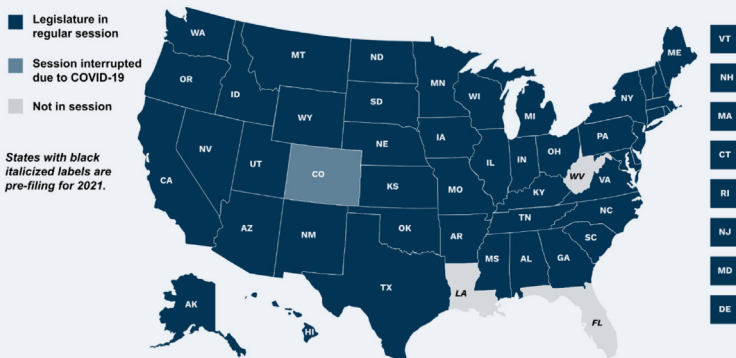 Legislature in
regular session
Session interrupted
due to COVID-19
Not in session
States with black
italicized labels are
pre-filing for 2021.
WA
OR
CA
ID
NV
MT
WY
UT
CO
AZ
NM
ND
SD
NE
KS
OK
TX
MN
IA
MO
AR
LA
WI
IL
MI
IN
OH
KY
TN
MS
AL
GA
FL
SC
NC
VA
WV
PA
NY
ME
AK
HI
VT
NH
MA
CT
RI
NJ
MD
DE